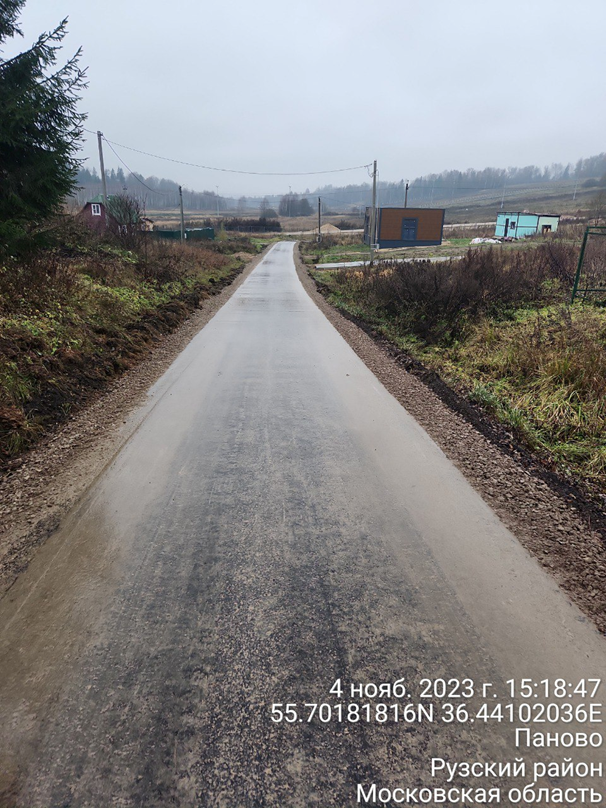 4 нояб. 2023 г. 15:18:47
55.70181816N 36.44102036E
Паново
Рузский район
Московская область